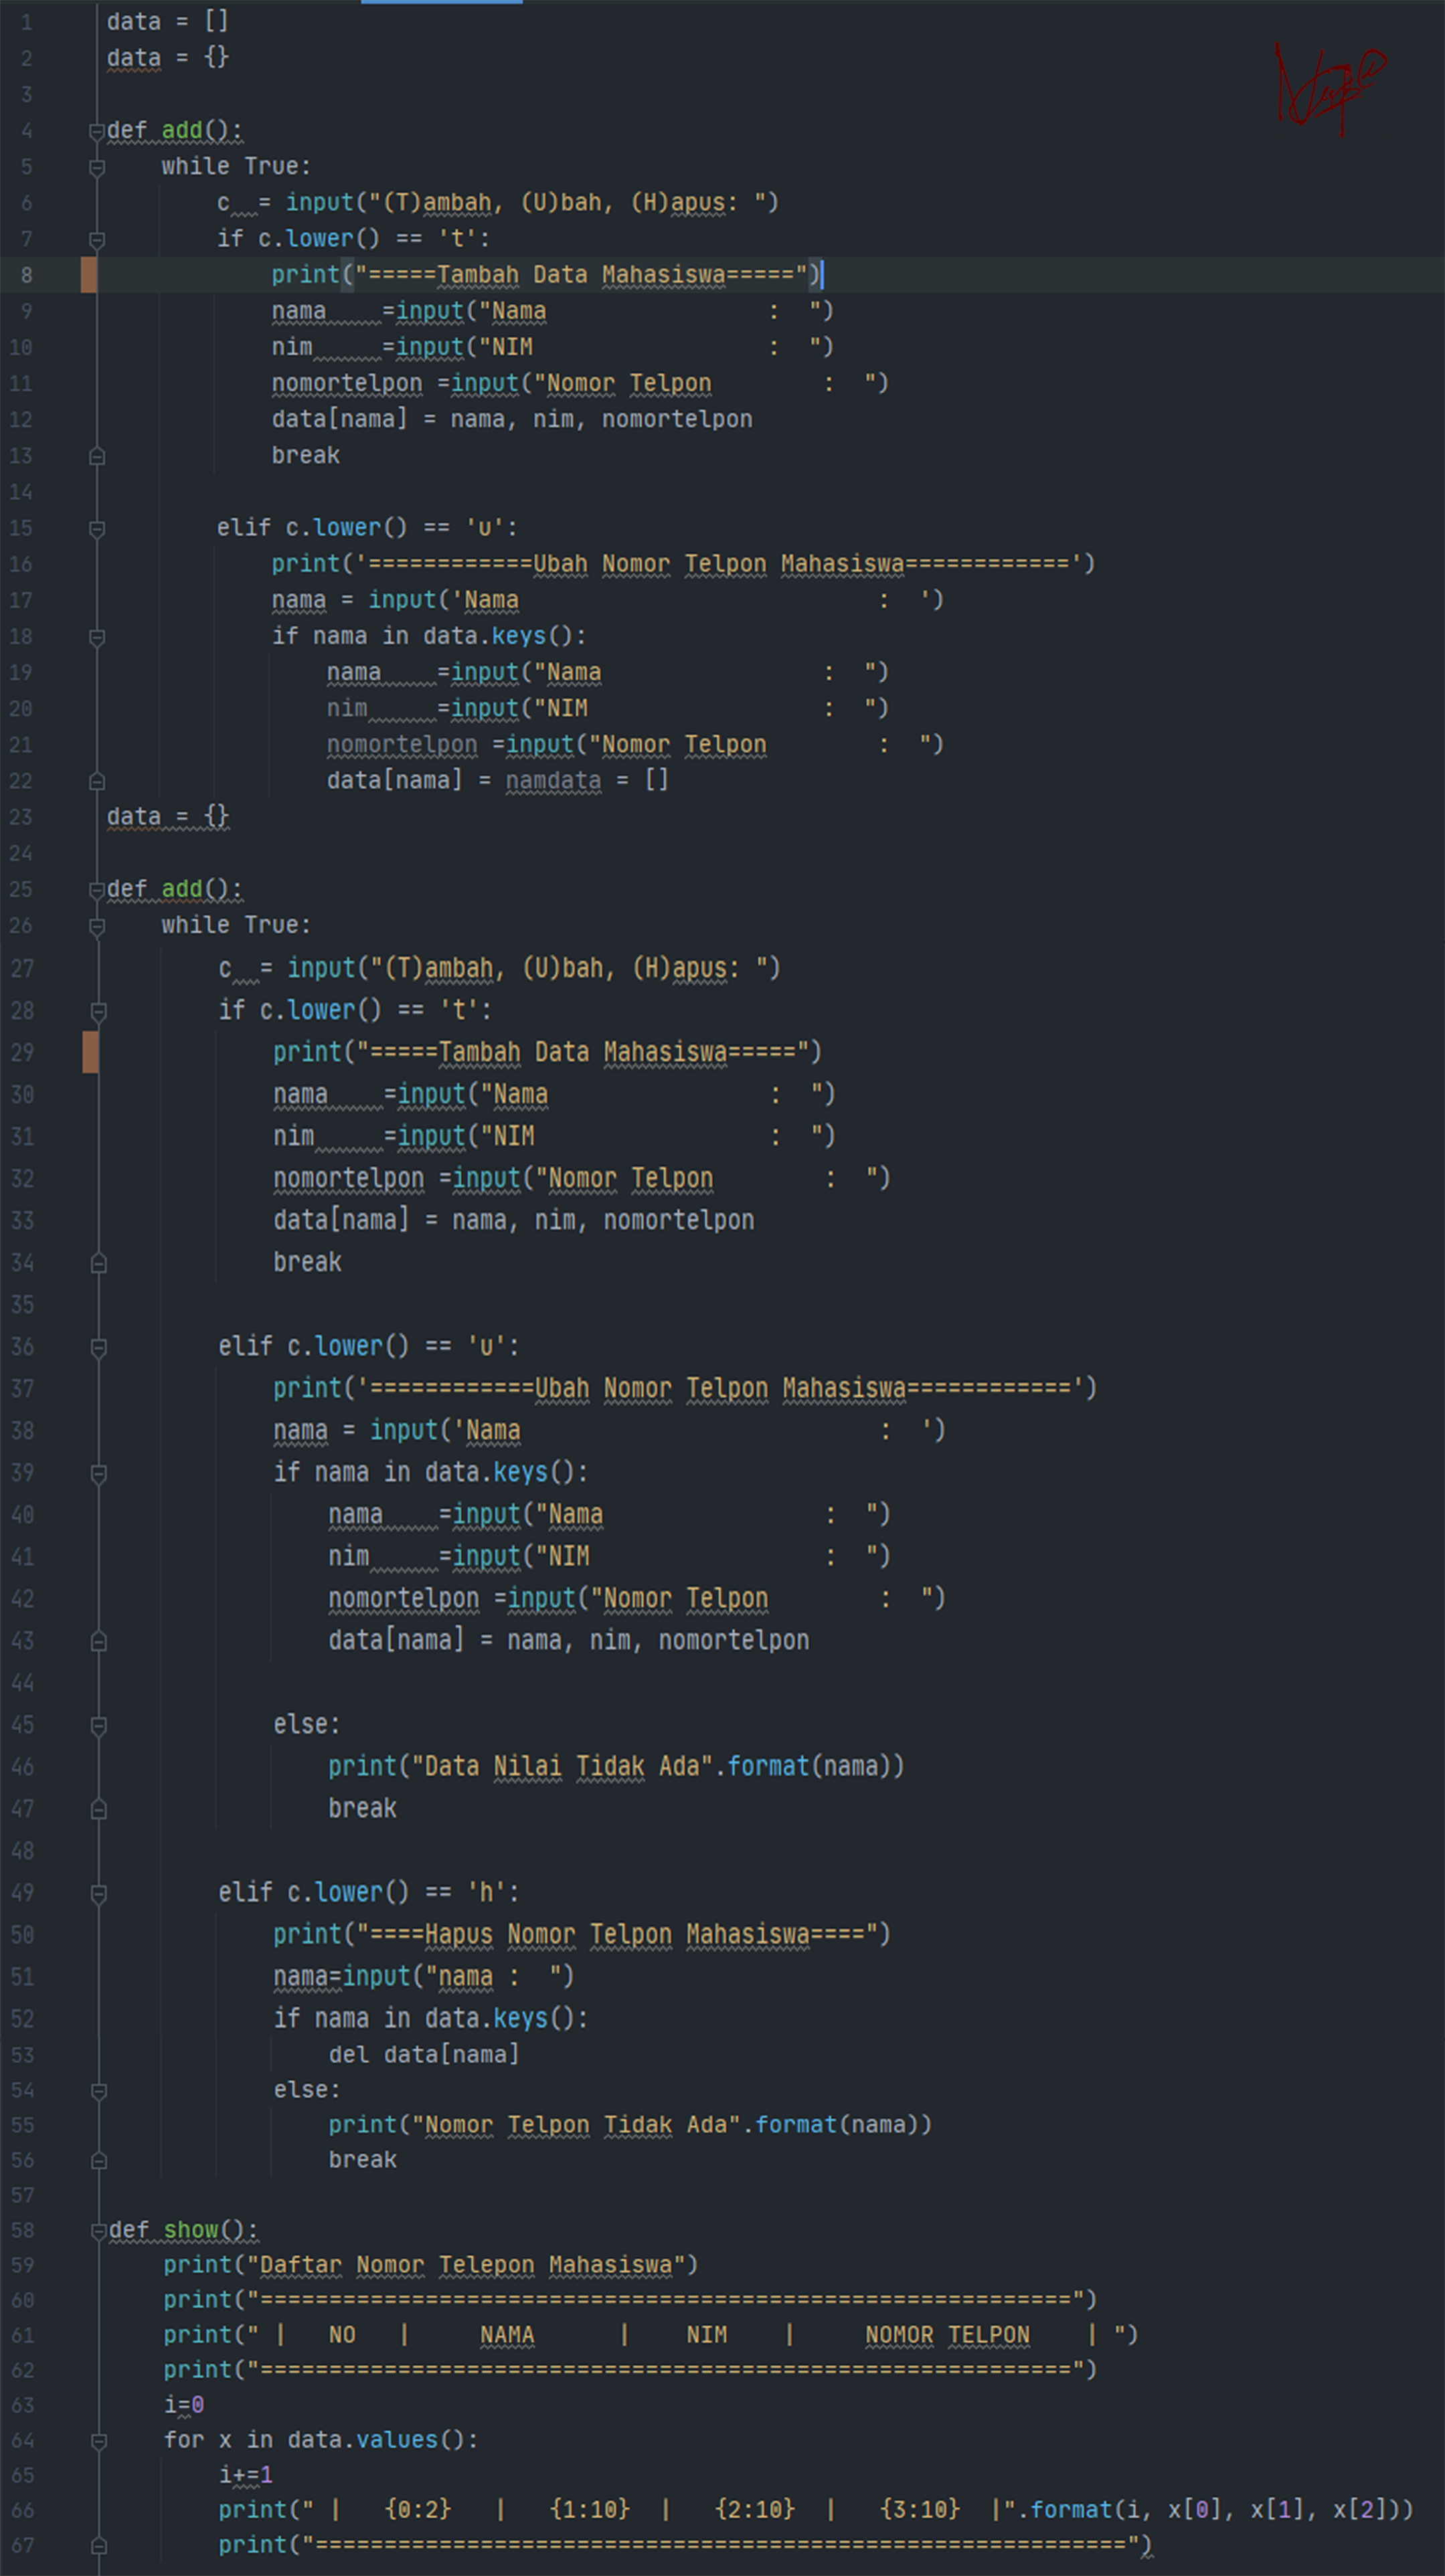 1 data = []
2 data = {}
3
4 def add():
5     while True:
6         c  = input("(T)ambah, (U)bah, (H)apus: ")
7         if c.lower() == 't':
8             print("=====Tambah Data Mahasiswa=====")
9             nama    =input("Nama                :  ")
10             nim     =input("NIM                 :  ")
11             nomortelpon =input("Nomor Telpon        :  ")
12             data[nama] = nama, nim, nomortelpon
13             break
14
15         elif c.lower() == 'u':
16             print('============Ubah Nomor Telpon Mahasiswa============')
17             nama = input('Nama                          :  ')
18             if nama in data.keys():
19                 nama    =input("Nama                :  ")
20                 nim     =input("NIM                 :  ")
21                 nomortelpon =input("Nomor Telpon        :  ")
22                 data[nama] = namdata = []
23 data = {}
24
25 def add():
26     while True:
27         c  = input("(T)ambah, (U)bah, (H)apus: ")
28         if c.lower() == 't':
29             print("=====Tambah Data Mahasiswa=====")
30             nama    =input("Nama                :  ")
31             nim     =input("NIM                 :  ")
32             nomortelpon =input("Nomor Telpon        :  ")
33             data[nama] = nama, nim, nomortelpon
34             break
35
36         elif c.lower() == 'u':
37             print('============Ubah Nomor Telpon Mahasiswa============')
38             nama = input('Nama                          :  ')
39             if nama in data.keys():
40                 nama    =input("Nama                :  ")
41                 nim     =input("NIM                 :  ")
42                 nomortelpon =input("Nomor Telpon        :  ")
43                 data[nama] = nama, nim, nomortelpon
44
45             else:
46                 print("Data Nilai Tidak Ada".format(nama))
47                 break
48
49         elif c.lower() == 'h':
50             print("====Hapus Nomor Telpon Mahasiswa====")
51             nama=input("nama :  ")
52             if nama in data.keys():
53                 del data[nama]
54             else:
55                 print("Nomor Telpon Tidak Ada".format(nama))
56                 break
57
58 def show():
59     print("Daftar Nomor Telepon Mahasiswa")
60     print("===========================================================")
61     print(" |   NO   |     NAMA      |    NIM    |     NOMOR TELPON    | ")
62     print("===========================================================")
63     i=0
64     for x in data.values():
65         i+=1
66         print(" |   {0:2}   |   {1:10}  |   {2:10}  |   {3:10}  |".format(i, x[0], x[1], x[2]))
67         print("===========================================================")